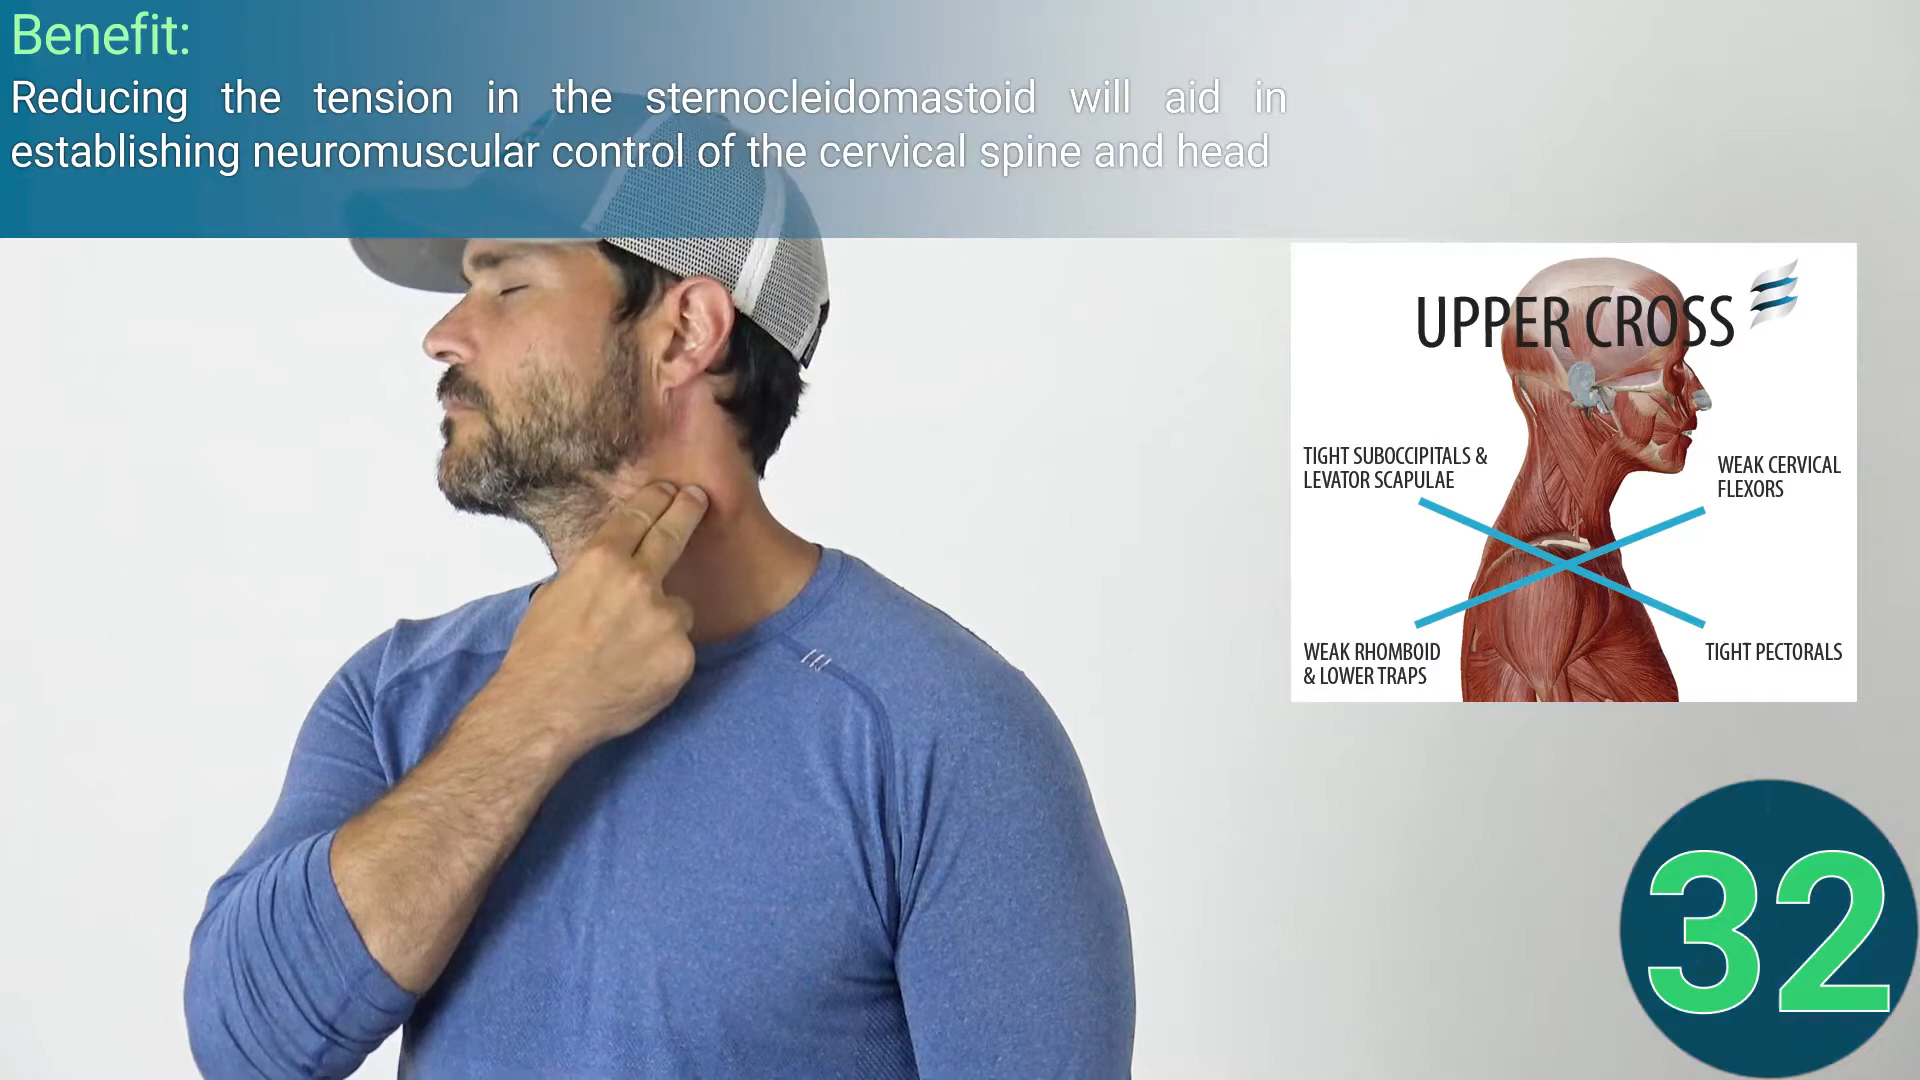 Benefit:
Reducing the tension in the sternocleidomastoid will aid in
establishing neuromuscular control of the cervical spine and head
UPPER CROSS
TIGHT SUBOCCIPITALS &
LEVATOR SCAPULAE
WEAK CERVICAL
FLEXORS
WEAK RHOMBOID
& LOWER TRAPS
TIGHT PECTORALS
32